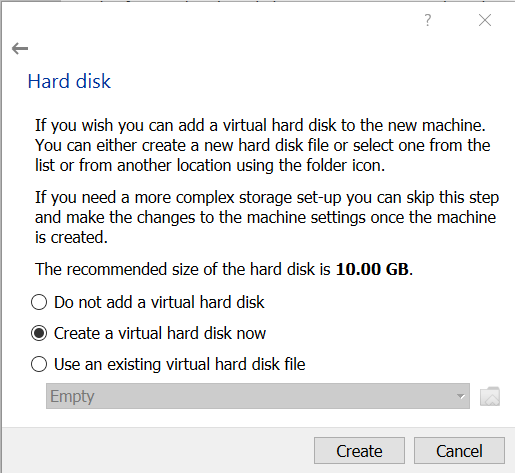 ?
Hard disk
If you wish you can add a virtual hard disk to the new machine.
You can either create a new hard disk file or select one from the
list or from another location using the folder icon.
If you need a more complex storage set-up you can skip this step
and make the changes to the machine settings once the machine
is created.
The recommended size of the hard disk is 10.00 GB.
Do not add a virtual hard disk
Create a virtual hard disk now
Use an existing virtual hard disk file
Empty
Create Cancel